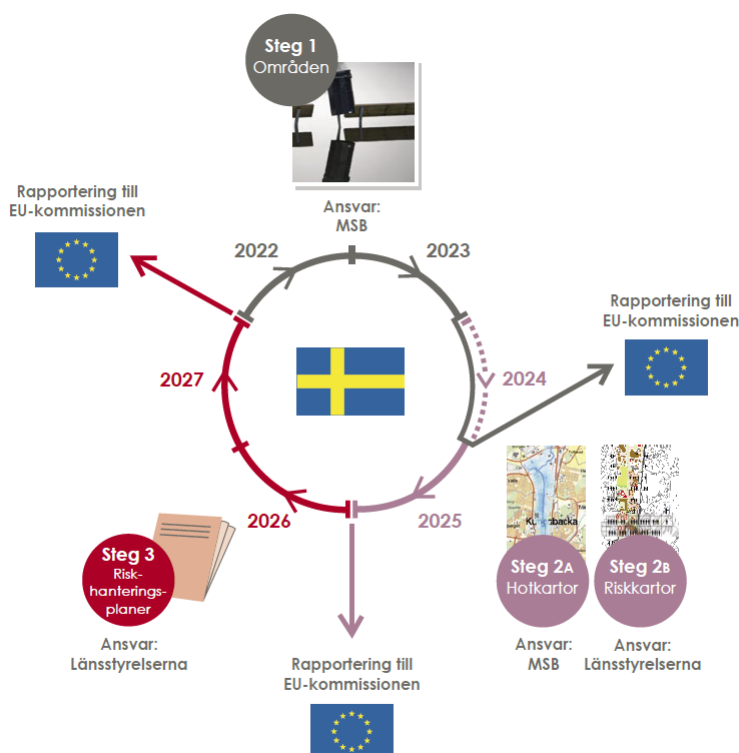 Steg 1
Områden
Ansvar:
MSB
Rapportering till
EU-kommissionen
2022
2023
Rapportering till
EU-kommissionen
2024
2027
2026
2025
Steg 3
Risk-
hanterings-
planer
Ansvar:
Länsstyrelserna
Steg 2A
Hotkartor
Ansvar:
MSB
Steg 2B
Riskkartor
Ansvar:
Länsstyrelserna
Rapportering till
EU-kommissionen